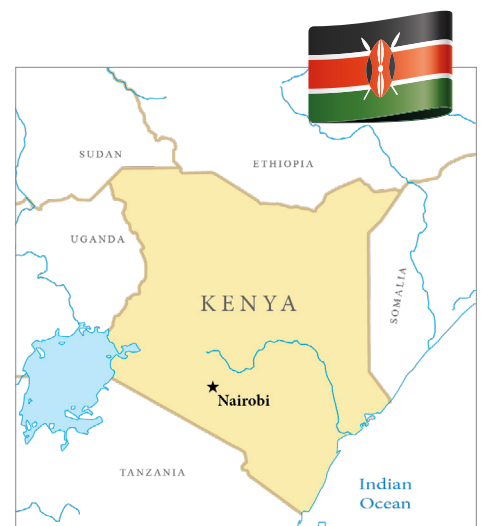 SUDAN
ETHIOPIA
UGANDA
KENYA
SOMALIA
Nairobi
TANZANIA
Indian
Ocean